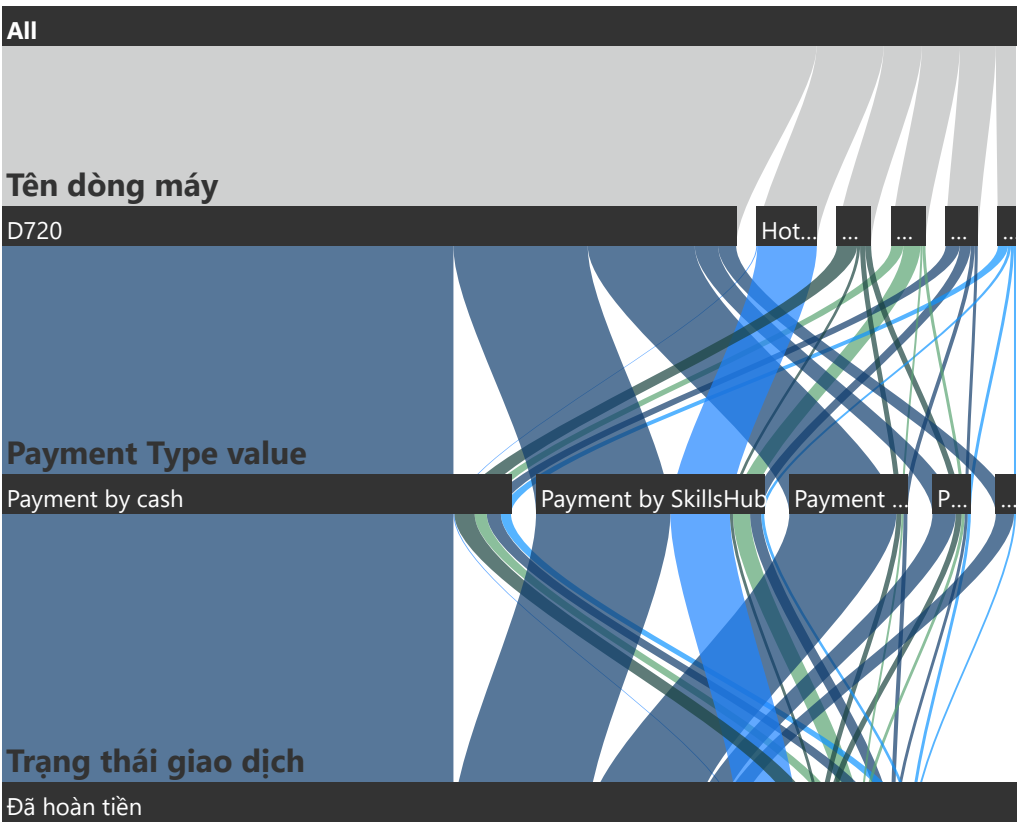 All
Tên dòng máy
D720
Hot...
...
...
...
...
Payment Type value
Payment by cash
Payment by SkillsHub
Payment ...
P...
...
Trạng thái giao dịch
Đã hoàn tiền